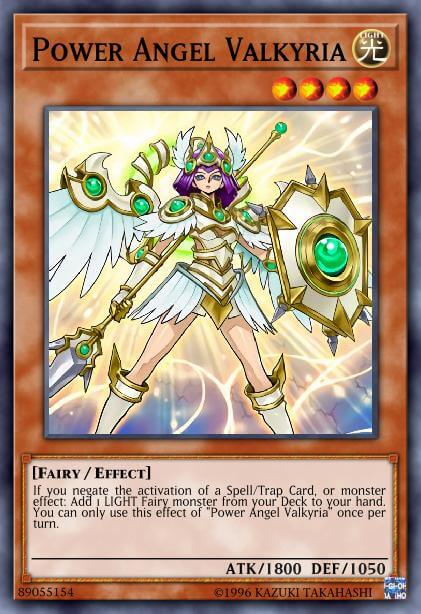 POWER ANGEL VALKYRIA
LIGHT
光
[FAIRY / EFFECT]
If you negate the activation of a Spell/Trap Card, or monster
effect: Add 1 LIGHT Fairy monster from your Deck to your hand.
You can only use this effect of "Power Angel Valkyria" once per
turn.
ATK/1800 DEF/1050
89055154
©1996 KAZUKI TAKAHASHI